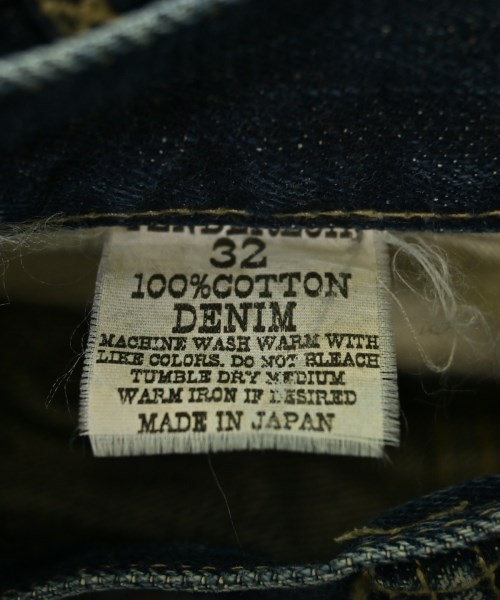 32
100%COTTON
DENIM
MACHINE WASH WARM WITH
LIKE COLORS. DO NOT BLEACH
TUMBLE DRY MEDIUM
WARM IRON IF DESIRED
MADE IN JAPAN